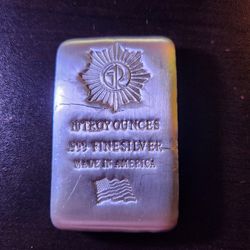 10 TROY OUNCES
.999 FINE SILVER
MADE IN AMERICA